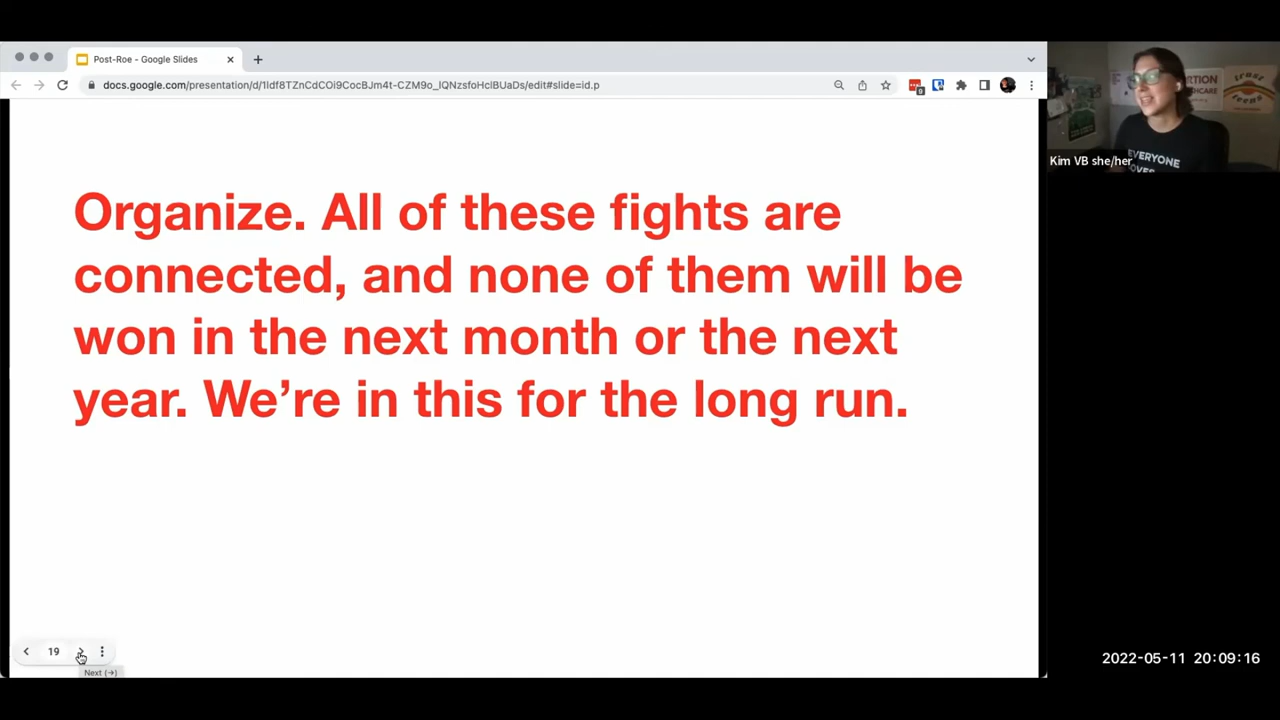 Post-Roe - Google Slides
docs.google.com/presentation/d/1ldf8TZnCdCOi9CocBJm4t-CZM9o_lQNzsfoHclBUaDs/edit#slide=id.p
Organize. All of these fights are
connected, and none of them will be
won in the next month or the next
year. We’re in this for the long run.
19
Next (→)
trust
teens
EVERYONE
Kim VB she/her
2022-05-11 20:09:16